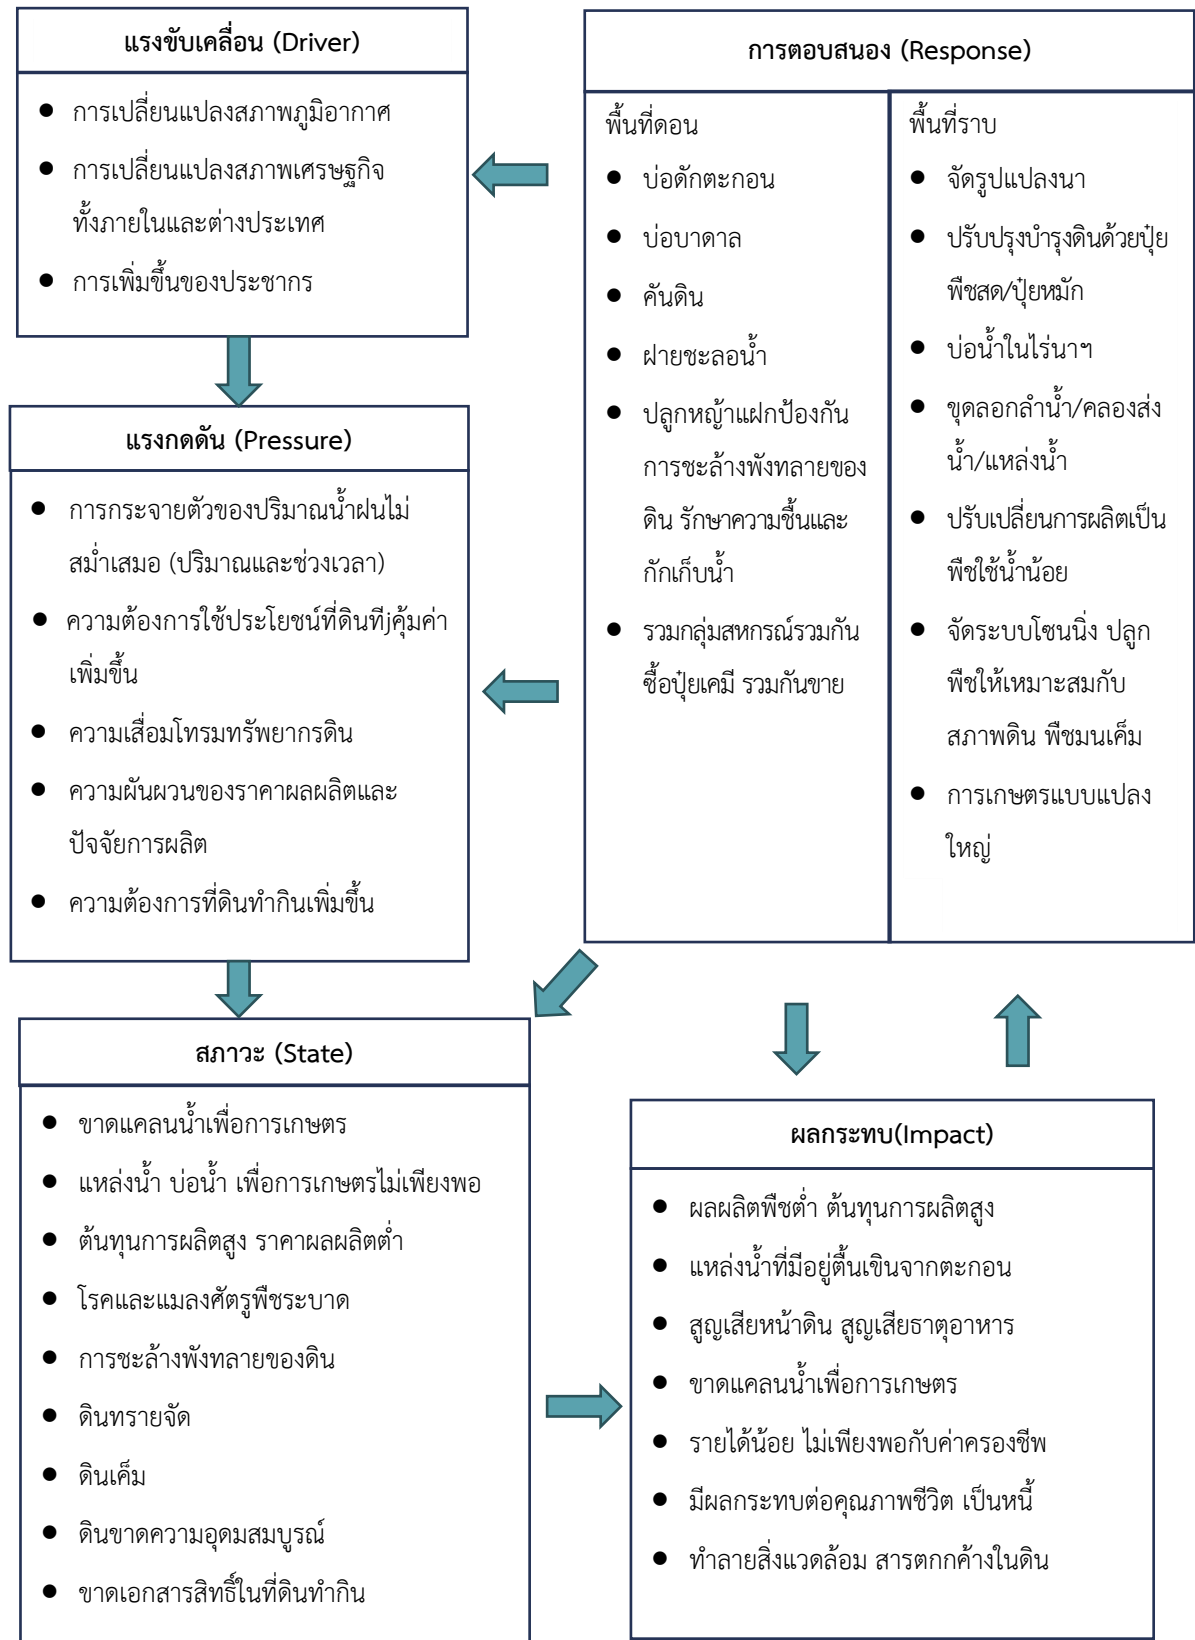 แรงขับเคลื่อน (Driver)
● การเปลี่ยนแปลงสภาพภูมิอากาศ
● การเปลี่ยนแปลงสภาพเศรษฐกิจ
ทั้งภายในและต่างประเทศ
● การเพิ่มขึ้นของประชากร
แรงกดดัน (Pressure)
● การกระจายตัวของปริมาณน้ำฝนไม่
สม่ำเสมอ (ปริมาณและช่วงเวลา)
● ความต้องการใช้ประโยชน์ที่ดินทีjคุ้มค่า
เพิ่มขึ้น
● ความเสื่อมโทรมทรัพยากรดิน
● ความผันผวนของราคาผลผลิตและ
ปัจจัยการผลิต
● ความต้องการที่ดินทำกินเพิ่มขึ้น
สภาวะ (State)
● ขาดแคลนน้ำเพื่อการเกษตร
● แหล่งน้ำ บ่อน้ำ เพื่อการเกษตรไม่เพียงพอ
● ต้นทุนการผลิตสูง ราคาผลผลิตต่ำ
● โรคและแมลงศัตรูพืชระบาด
● การชะล้างพังทลายของดิน
● ดินทรายจัด
● ดินเค็ม
● ดินขาดความอุดมสมบูรณ์
● ขาดเอกสารสิทธิ์ในที่ดินทำกิน
การตอบสนอง (Response)
พื้นที่ดอน
● บ่อดักตะกอน
● บ่อบาดาล
● คันดิน
● ฝายชะลอน้ำ
● ปลูกหญ้าแฝกป้องกัน
การชะล้างพังทลายของ
ดิน รักษาความชื้นและ
กักเก็บน้ำ
● รวมกลุ่มสหกรณ์รวมกัน
ซื้อปุ๋ยเคมี รวมกันขาย
พื้นที่ราบ
● จัดรูปแปลงนา
● ปรับปรุงบำรุงดินด้วยปุ๋ย
พืชสด/ปุ๋ยหมัก
● บ่อน้ำในไร่นาฯ
● ขุดลอกลำน้ำ/คลองส่ง
น้ำ/แหล่งน้ำ
● ปรับเปลี่ยนการผลิตเป็น
พืชใช้น้ำน้อย
● จัดระบบโซนนิ่ง ปลูก
พืชให้เหมาะสมกับ
สภาพดิน พืชมนเค็ม
● การเกษตรแบบแปลง
ใหญ่
ผลกระทบ(Impact)
● ผลผลิตพืชต่ำ ต้นทุนการผลิตสูง
● แหล่งน้ำที่มีอยู่ตื้นเขินจากตะกอน
● สูญเสียหน้าดิน สูญเสียธาตุอาหาร
● ขาดแคลนน้ำเพื่อการเกษตร
● รายได้น้อย ไม่เพียงพอกับค่าครองชีพ
● มีผลกระทบต่อคุณภาพชีวิต เป็นหนี้
● ทำลายสิ่งแวดล้อม สารตกกค้างในดิน